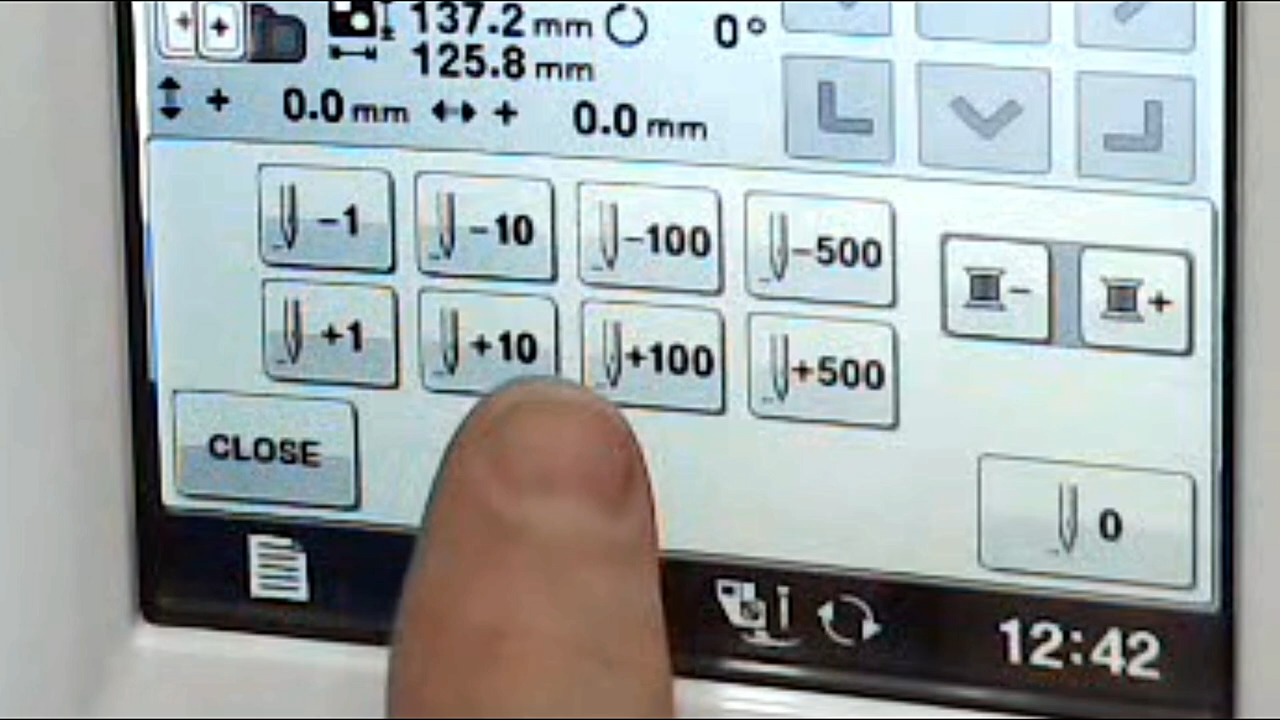 137.2 mm 0°
125.8 mm
+ 0.0 mm + 0.0 mm
-1 -10 -100 -500
- +
+1 +10 +100 +500
CLOSE
0
12:42